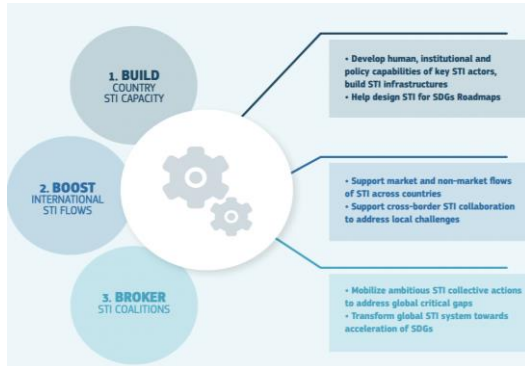 1. BUILD
COUNTRY
STI CAPACITY
• Develop human, institutional and
policy capabilities of key STI actors,
build STI infrastructures
• Help design STI for SDGs Roadmaps
2. BOOST
INTERNATIONAL
STI FLOWS
• Support market and non-market flows
of STI across countries
• Support cross-border STI collaboration
to address local challenges
3. BROKER
STI COALITIONS
• Mobilize ambitious STI collective actions
to address global critical gaps
• Transform global STI system towards
acceleration of SDGs